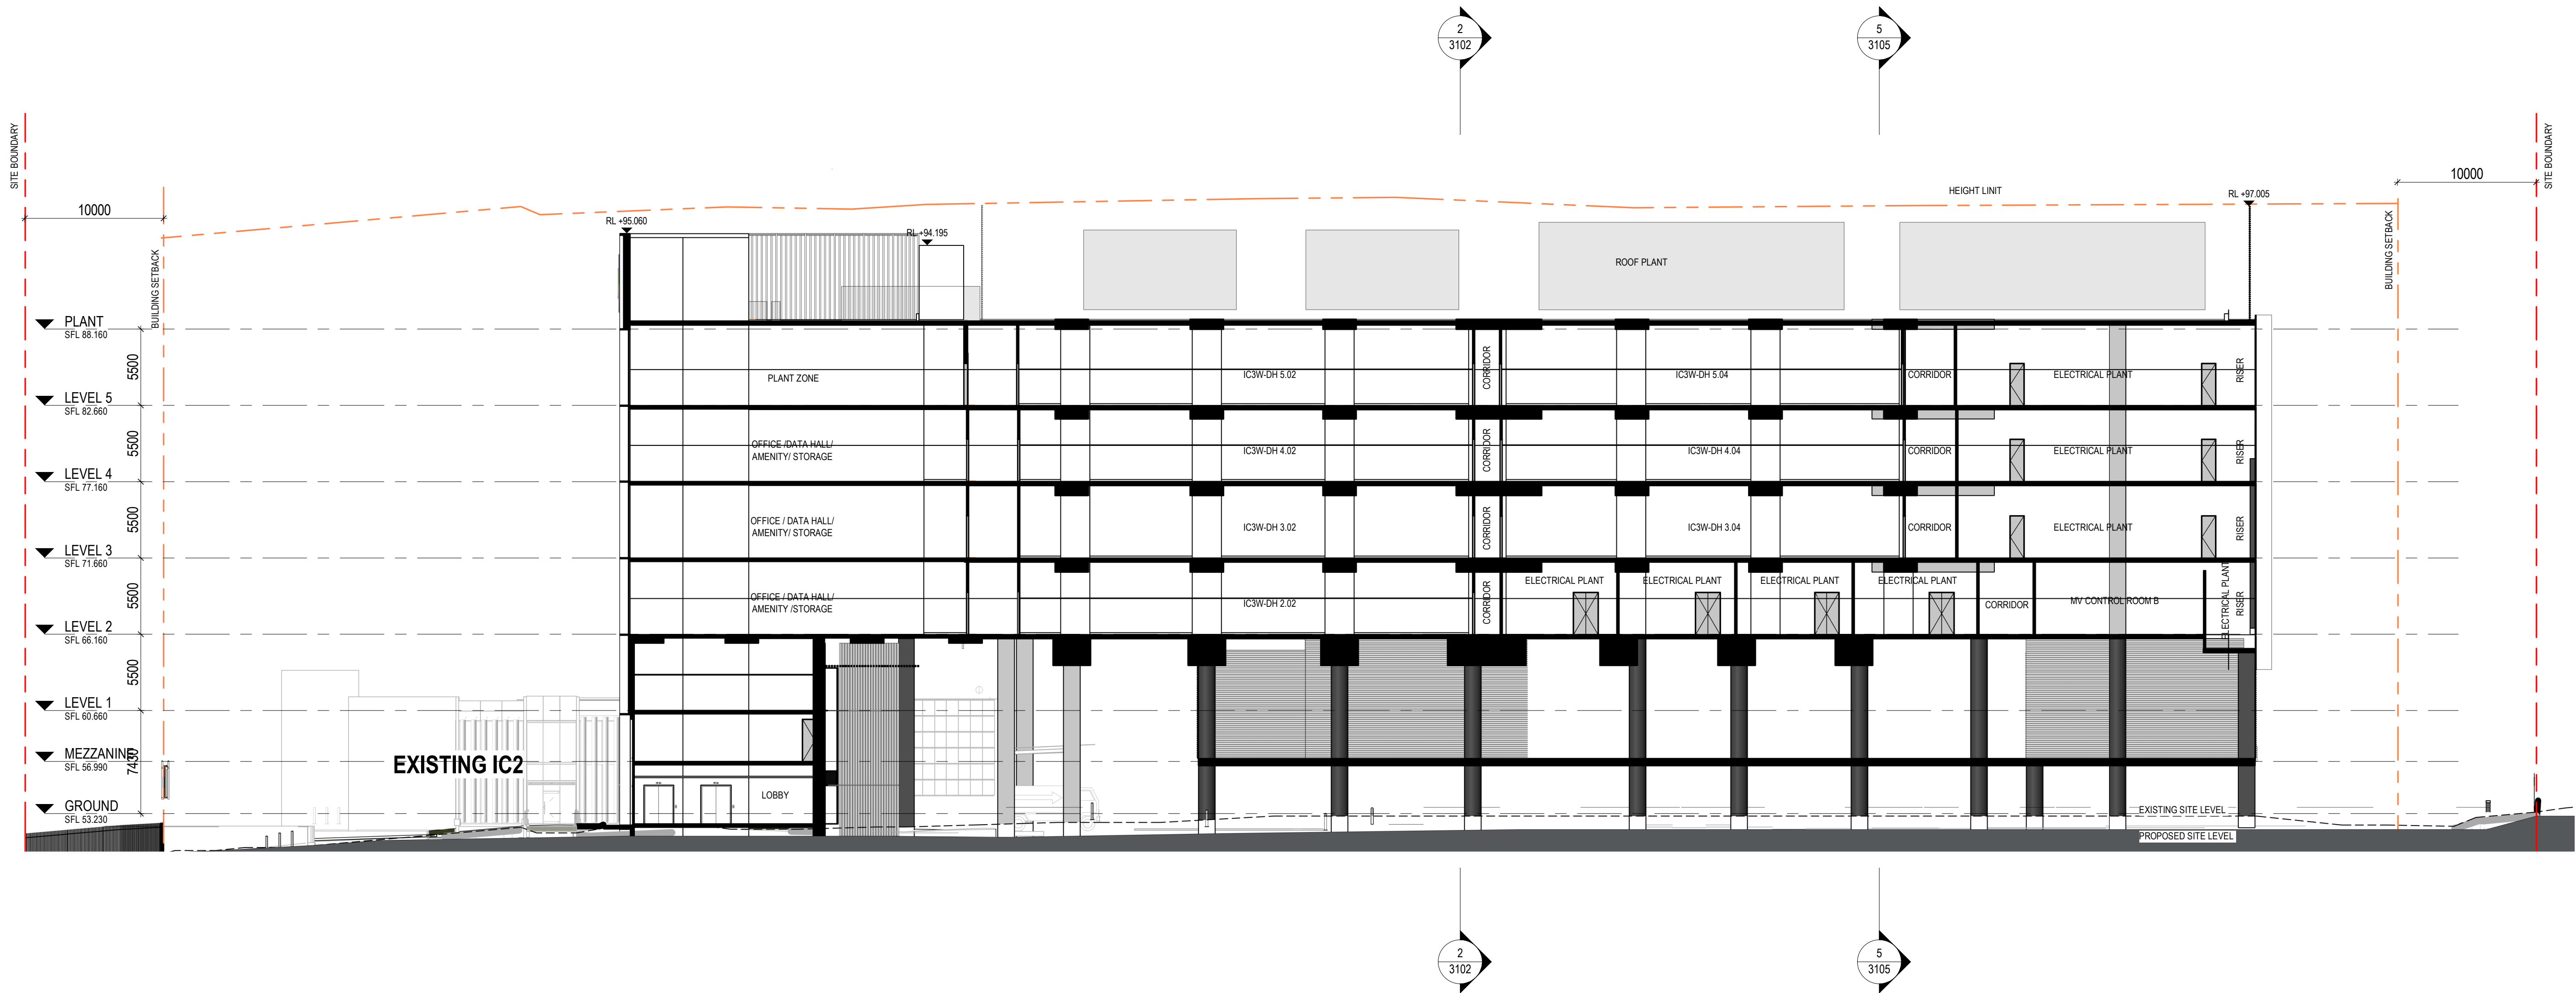 2
3102
5
3105
SITE BOUNDARY
SITE BOUNDARY
10000
10000
HEIGHT LINIT
RL +97.005
RL +95.060
RL +94.195
BUILDING SETBACK
BUILDING SETBACK
ROOF PLANT
PLANT
SFL 88.160
5500
PLANT ZONE
IC3W-DH 5.02
CORRIDOR
IC3W-DH 5.04
CORRIDOR
ELECTRICAL PLANT
RISER
LEVEL 5
SFL 82.660
5500
OFFICE /DATA HALL/
AMENITY/ STORAGE
IC3W-DH 4.02
CORRIDOR
IC3W-DH 4.04
CORRIDOR
ELECTRICAL PLANT
RISER
LEVEL 4
SFL 77.160
5500
OFFICE / DATA HALL/
AMENITY/ STORAGE
IC3W-DH 3.02
CORRIDOR
IC3W-DH 3.04
CORRIDOR
ELECTRICAL PLANT
RISER
LEVEL 3
SFL 71.660
5500
OFFICE / DATA HALL/
AMENITY /STORAGE
IC3W-DH 2.02
CORRIDOR
ELECTRICAL PLANT
ELECTRICAL PLANT
ELECTRICAL PLANT
ELECTRICAL PLANT
CORRIDOR
MV CONTROL ROOM B
ELECTRICAL PLANT
RISER
LEVEL 2
SFL 66.160
5500
LEVEL 1
SFL 60.660
MEZZANINE
SFL 56.990
7430
EXISTING IC2
LOBBY
GROUND
SFL 53.230
EXISTING SITE LEVEL
PROPOSED SITE LEVEL
2
3102
5
3105